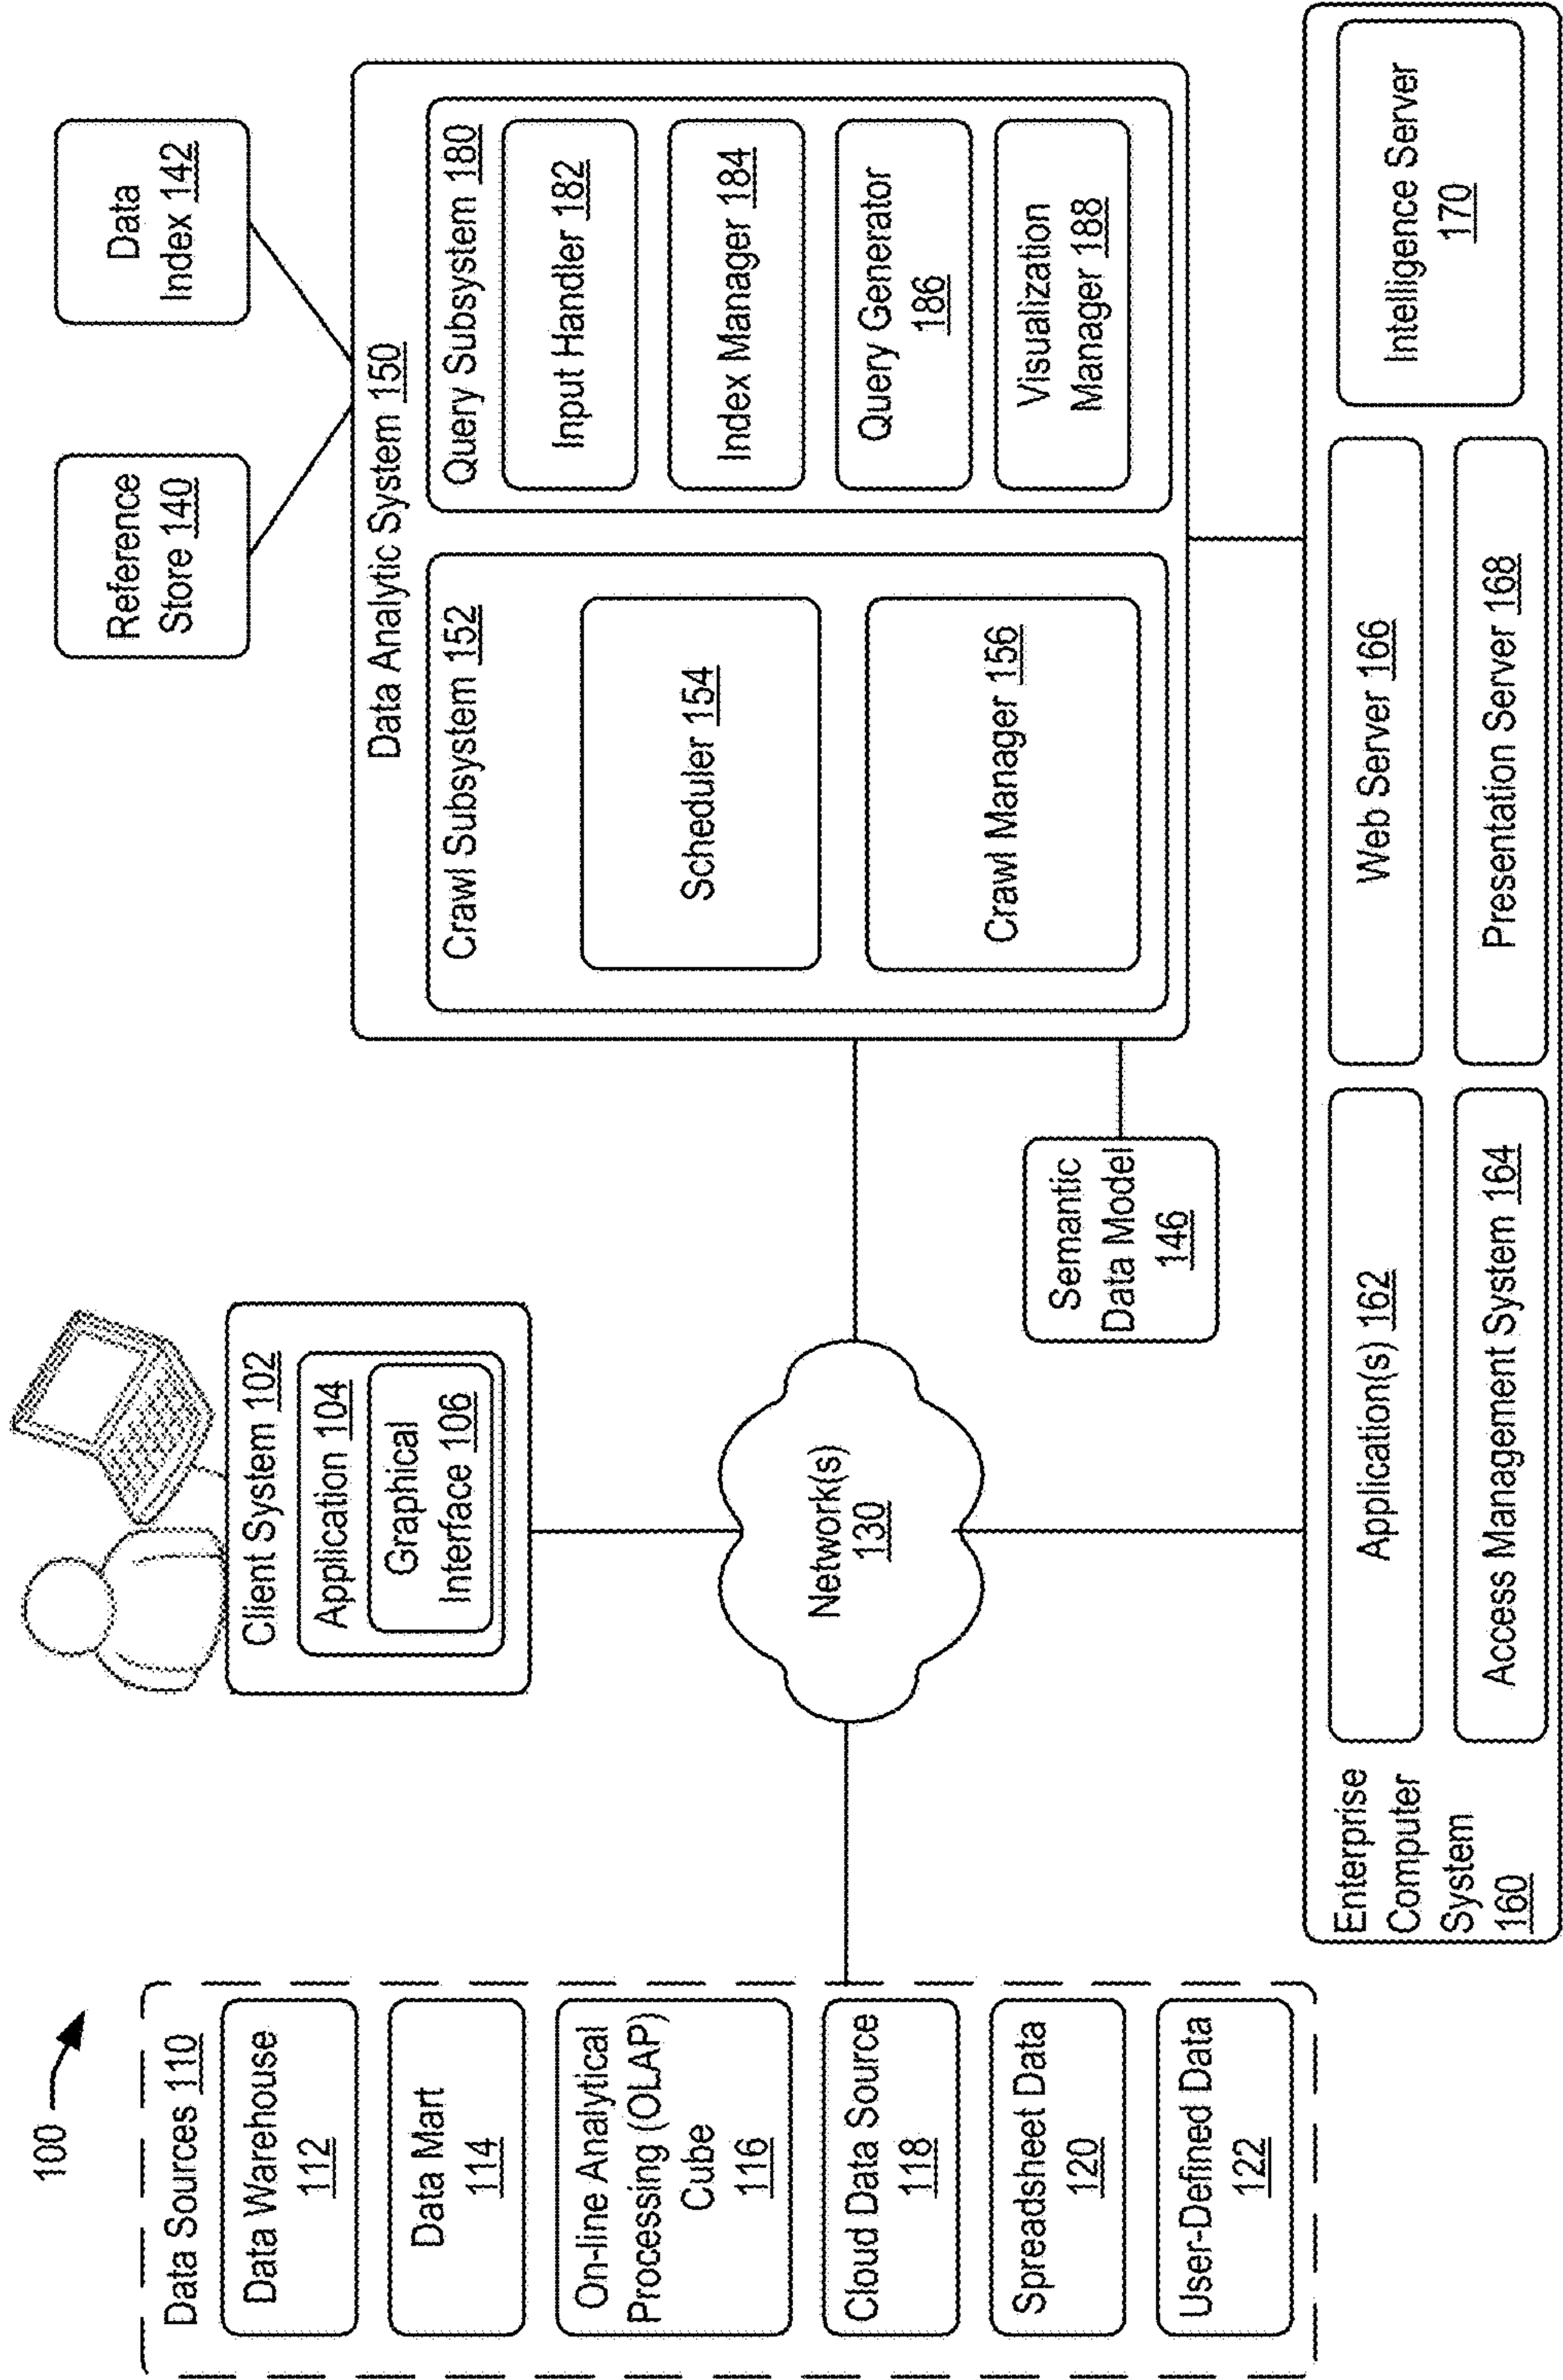 100
Data Sources 110
Data Warehouse
112
Data Mart
114
On-line Analytical
Processing (OLAP)
Cube
116
Cloud Data Source
118
Spreadsheet Data
120
User-Defined Data
122
Client System 102
Application 104
Graphical
Interface 106
Network(s)
130
Reference
Store 140
Data
Index 142
Data Analytic System 150
Crawl Subsystem 152
Scheduler 154
Crawl Manager 156
Query Subsystem 180
Input Handler 182
Index Manager 184
Query Generator
186
Visualization
Manager 188
Semantic
Data Model
146
Enterprise
Computer
System
160
Application(s) 162
Access Management System 164
Web Server 166
Presentation Server 168
Intelligence Server
170